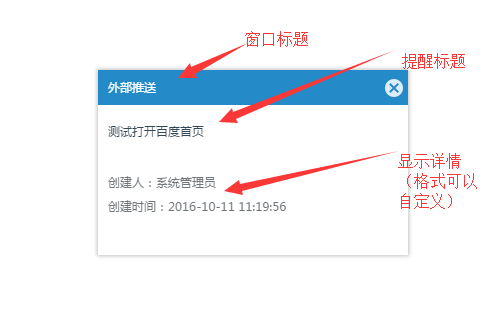 窗口标题
提醒标题
外部推送
测试打开百度首页
显示详情
（格式可以
自定义）
创建人：系统管理员
创建时间：2016-10-11 11:19:56